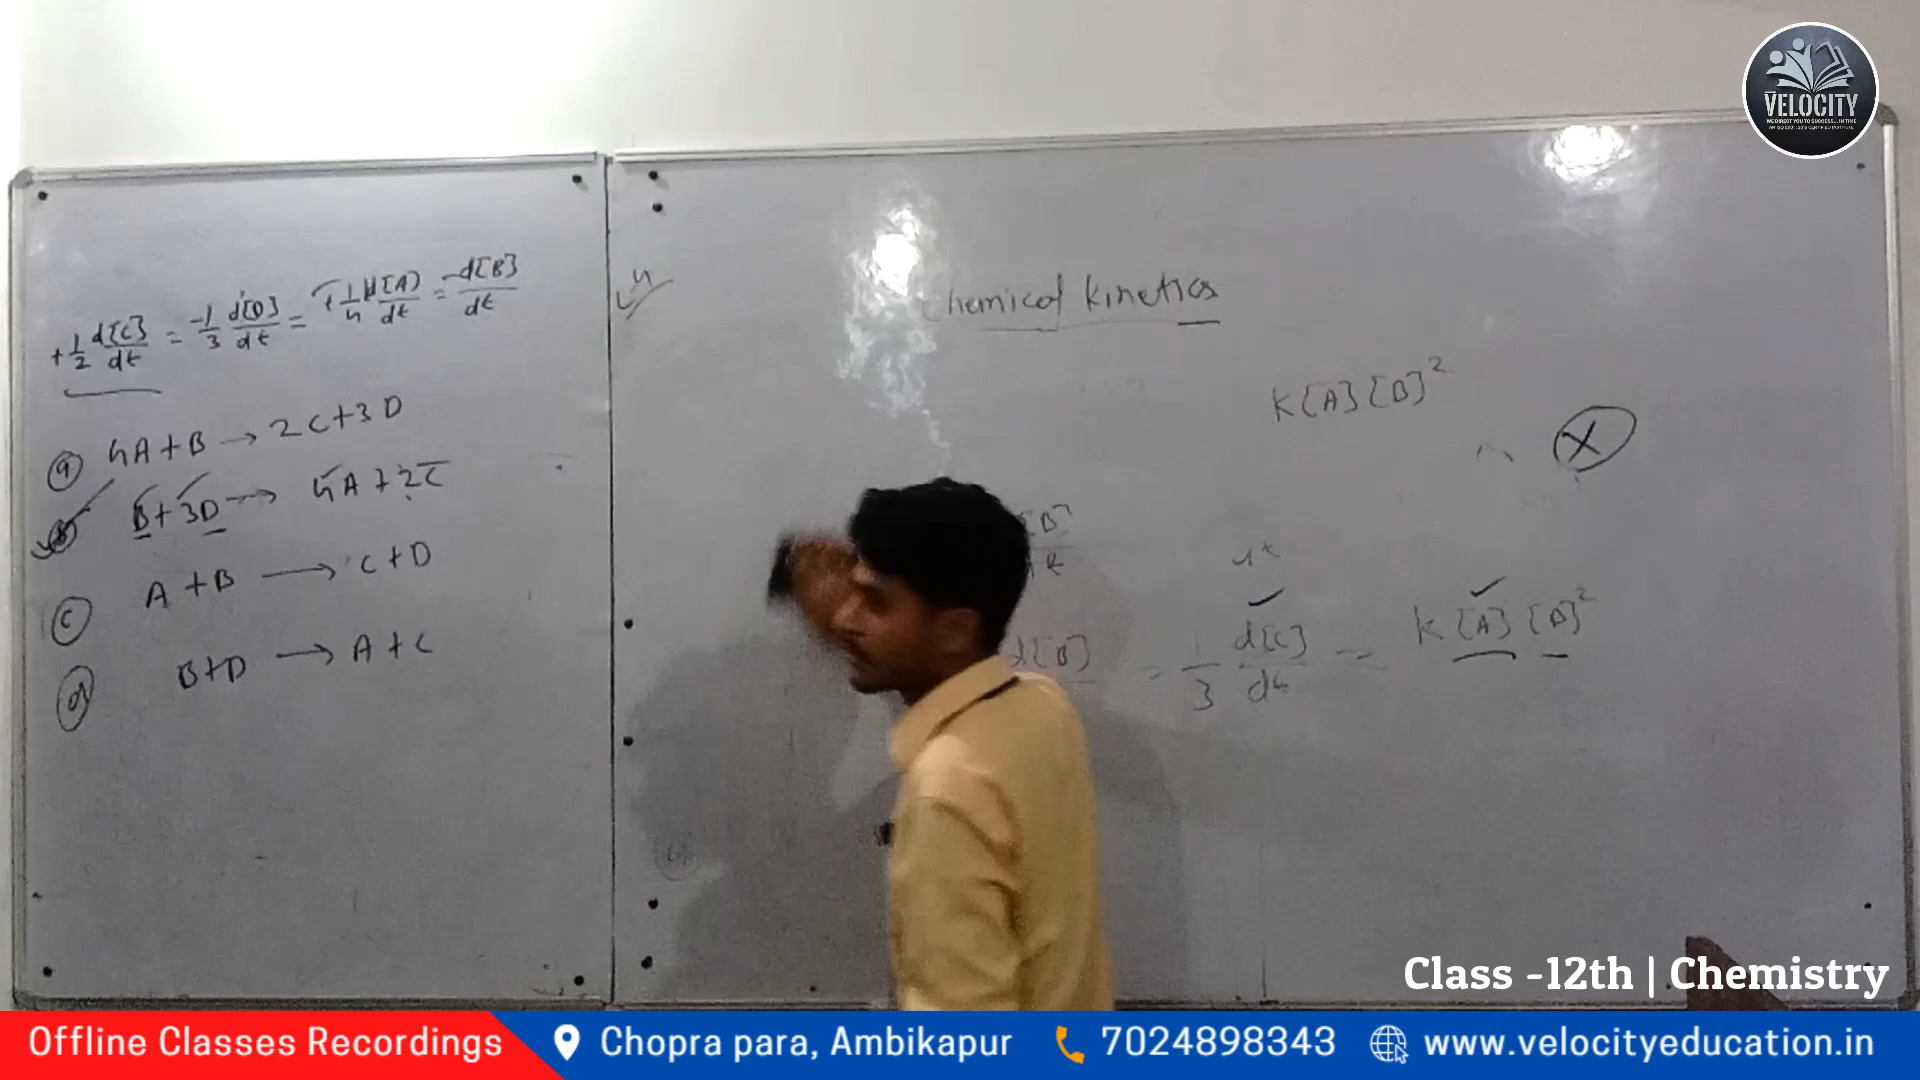 +1/2 d[C]/dt = -1/3 d[D]/dt = +1/4 d[A]/dt = -d[B]/dt
(a) 4A+B → 2C+3D
(b) B+3D → 4A+2C
(c) A+B → C+D
(d) B+D → A+C
Chemical Kinetics
K[A][B]²
X
d[B]
= 1/3 d[C]/dt = K[A][B]²
VELOCITY
Class -12th | Chemistry
Offline Classes Recordings
Chopra para, Ambikapur
7024898343
www.velocityeducation.in